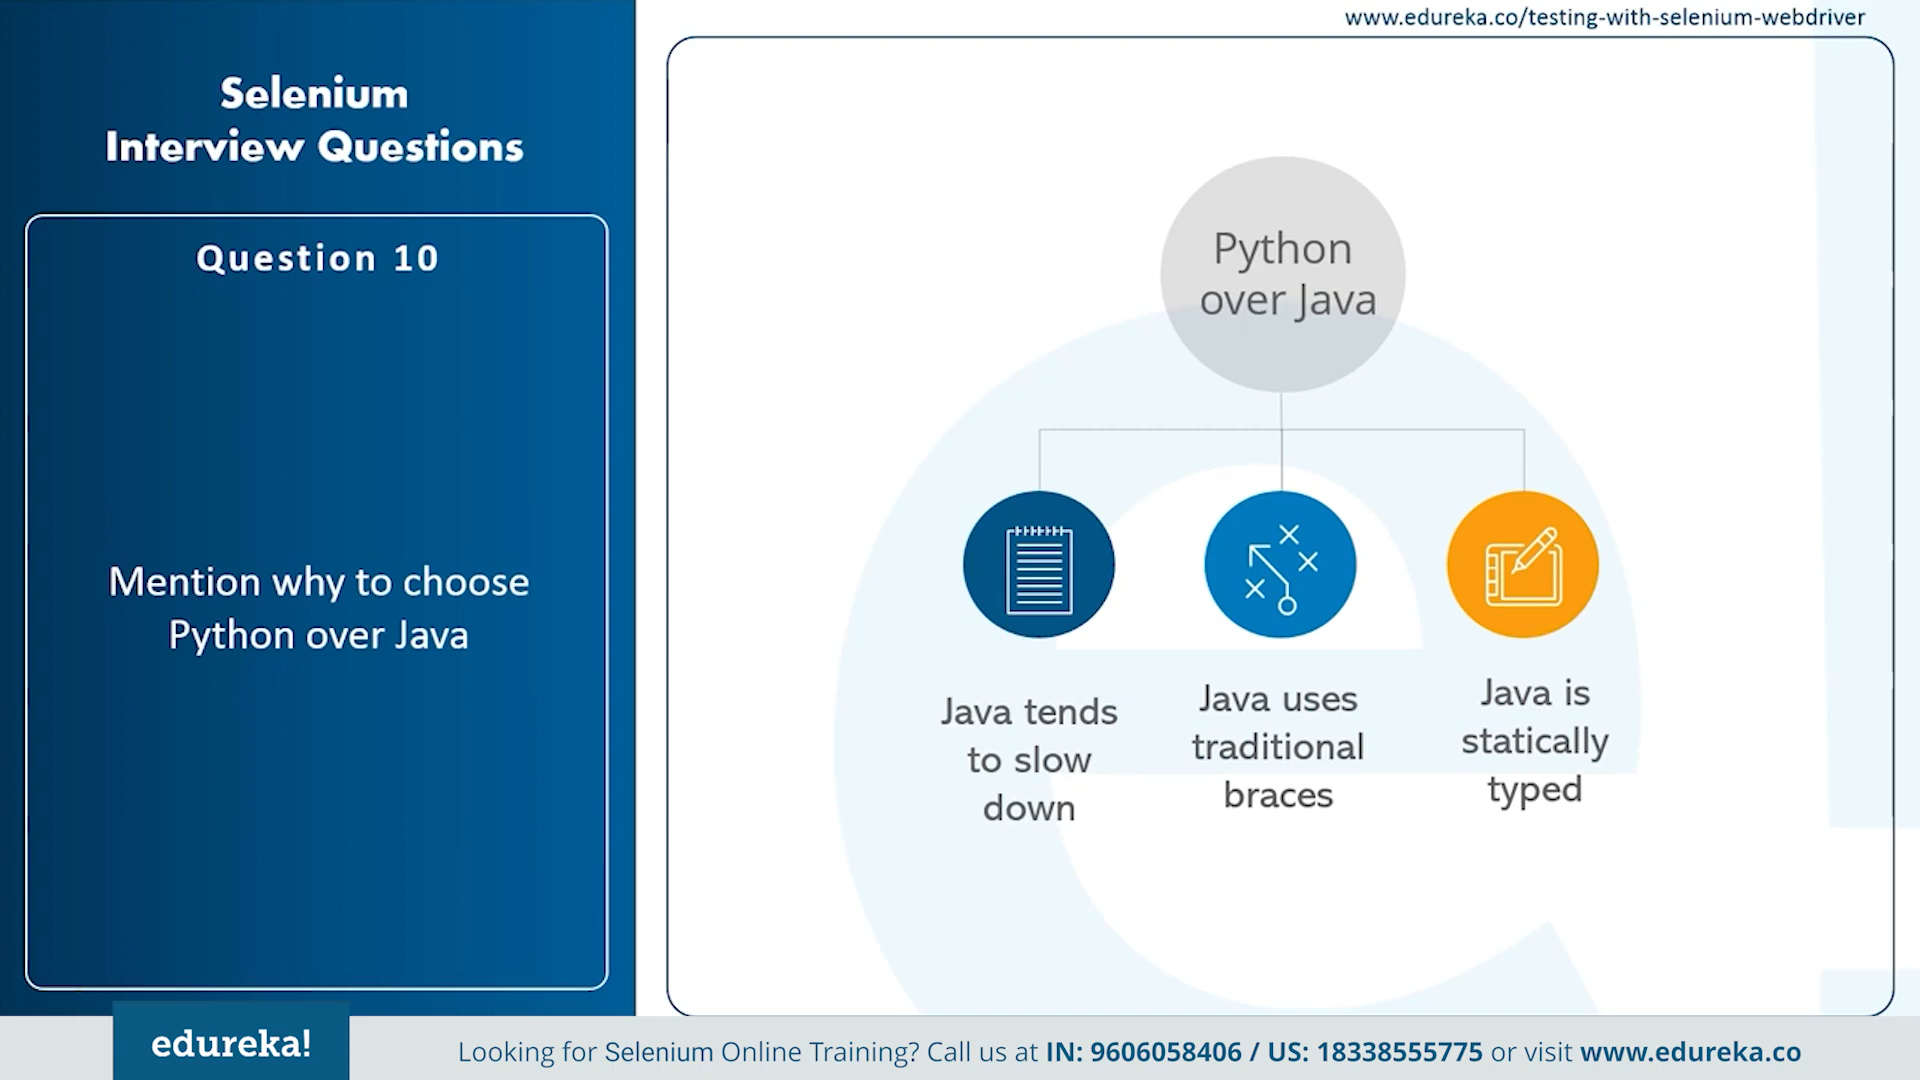 www.edureka.co/testing-with-selenium-webdriver
Selenium
Interview Questions
Question 10
Mention why to choose
Python over Java
Python
over Java
Java tends
to slow
down
Java uses
traditional
braces
Java is
statically
typed
edureka!
Looking for Selenium Online Training? Call us at IN: 9606058406 / US: 18338555775 or visit www.edureka.co